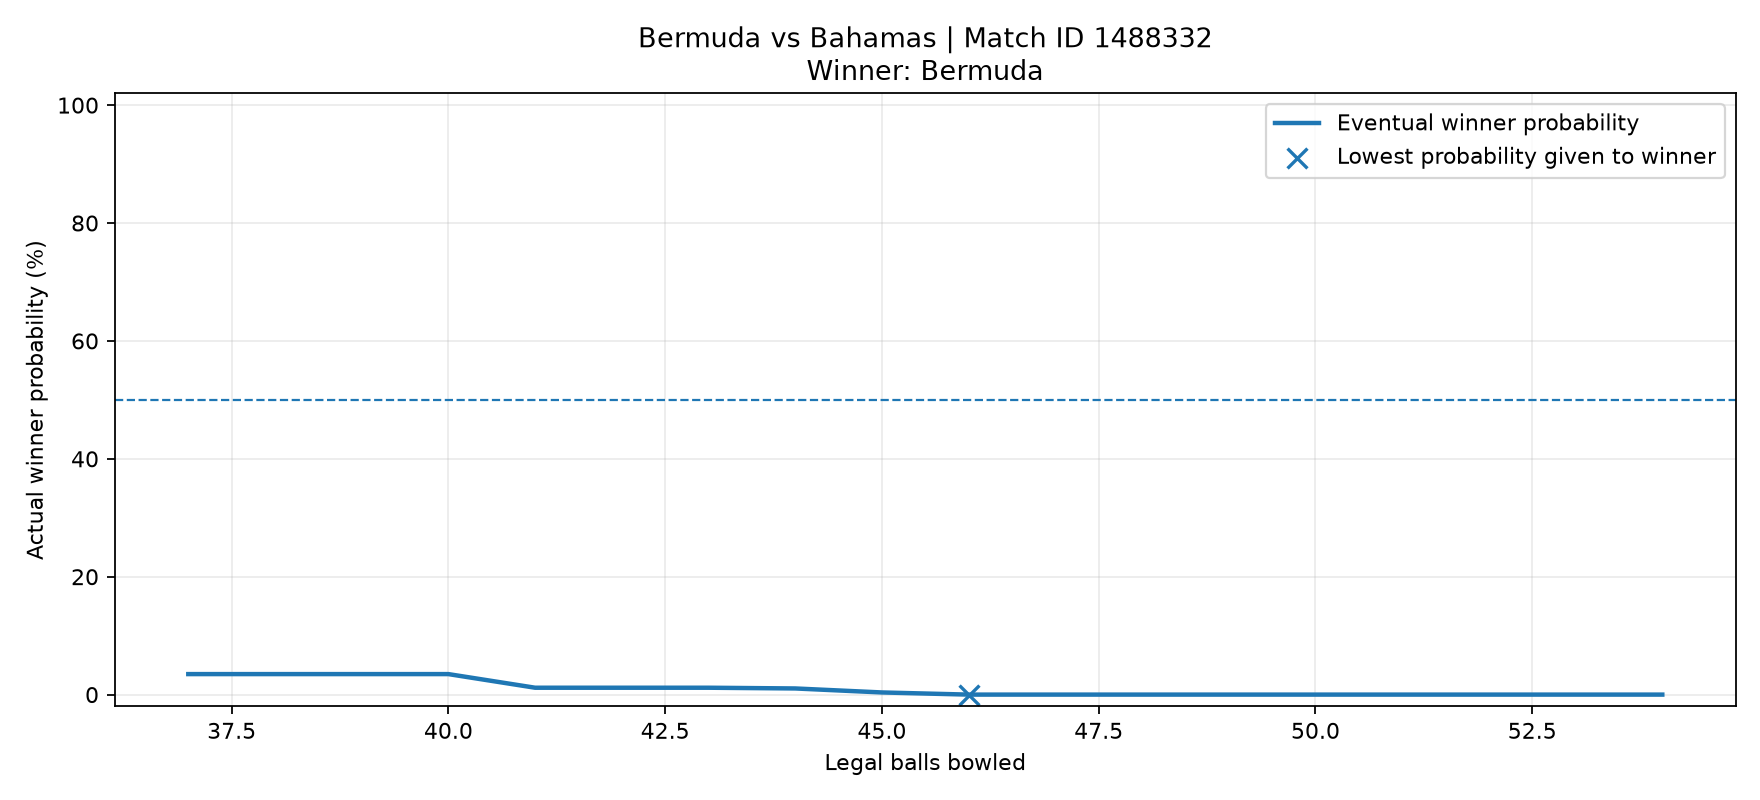 Bermuda vs Bahamas | Match ID 1488332
Winner: Bermuda
Eventual winner probability
Lowest probability given to winner
Actual winner probability (%)
100
80
60
40
20
0
37.5 40.0 42.5 45.0 47.5 50.0 52.5
Legal balls bowled